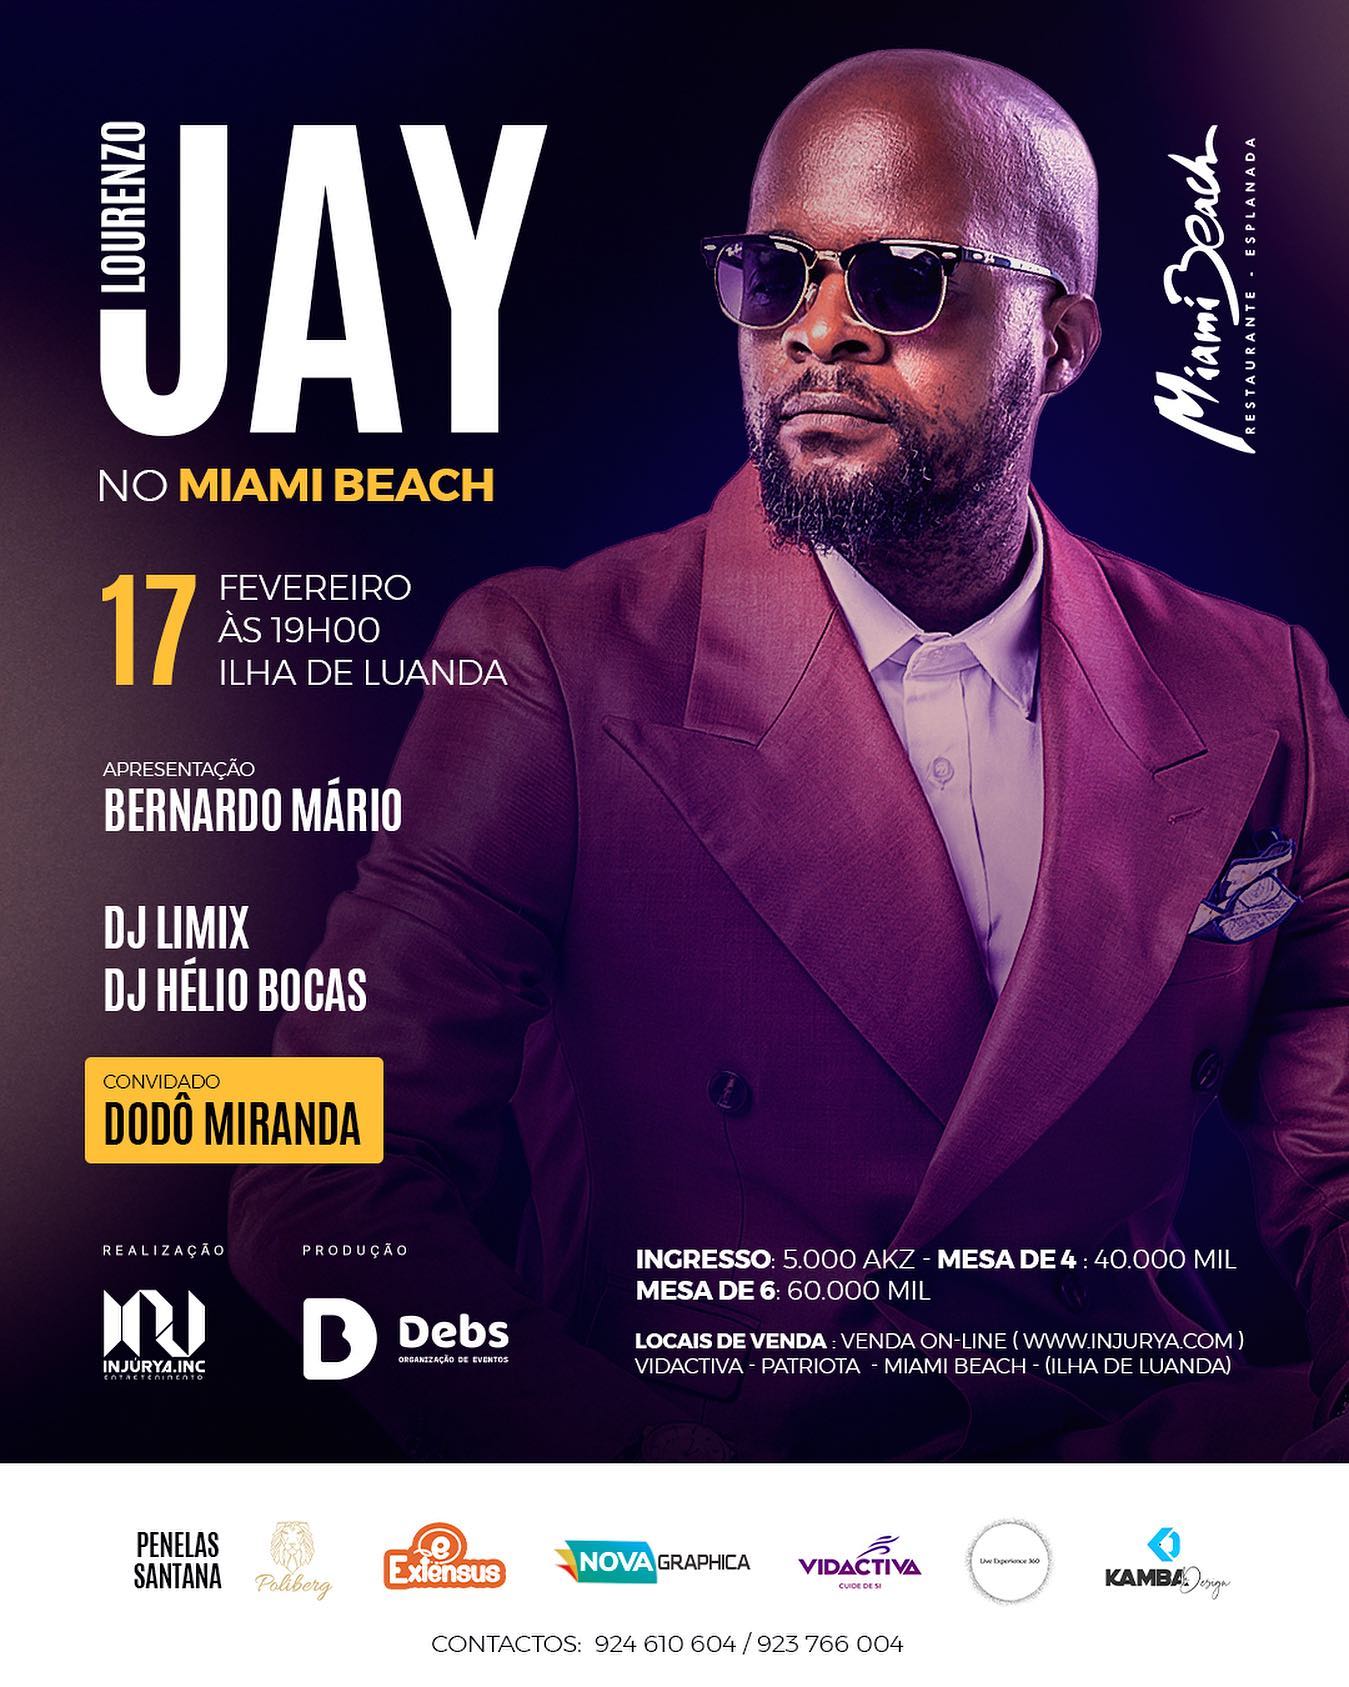 LOURENZO
JAY
NO MIAMI BEACH
Miami Beach
RESTAURANTE - ESPLANADA
17
FEVEREIRO
ÀS 19H00
ILHA DE LUANDA
APRESENTAÇÃO
BERNARDO MÁRIO
DJ LIMIX
DJ HÉLIO BOCAS
CONVIDADO
DODÔ MIRANDA
REALIZAÇÃO
INJÚRYA.INC
ENTRETENIMENTO
PRODUÇÃO
Debs
ORGANIZAÇÃO DE EVENTOS
INGRESSO: 5.000 AKZ - MESA DE 4 : 40.000 MIL
MESA DE 6: 60.000 MIL
LOCAIS DE VENDA : VENDA ON-LINE ( WWW.INJURYA.COM )
VIDACTIVA - PATRIOTA - MIAMI BEACH - (ILHA DE LUANDA)
PENELAS
SANTANA
Poliberg
e
Extensus
NOVAGRAPHICA
VIDACTIVA
CUIDE DE SI
Live Experience 360
KAMBA Design
CONTACTOS: 924 610 604 / 923 766 004